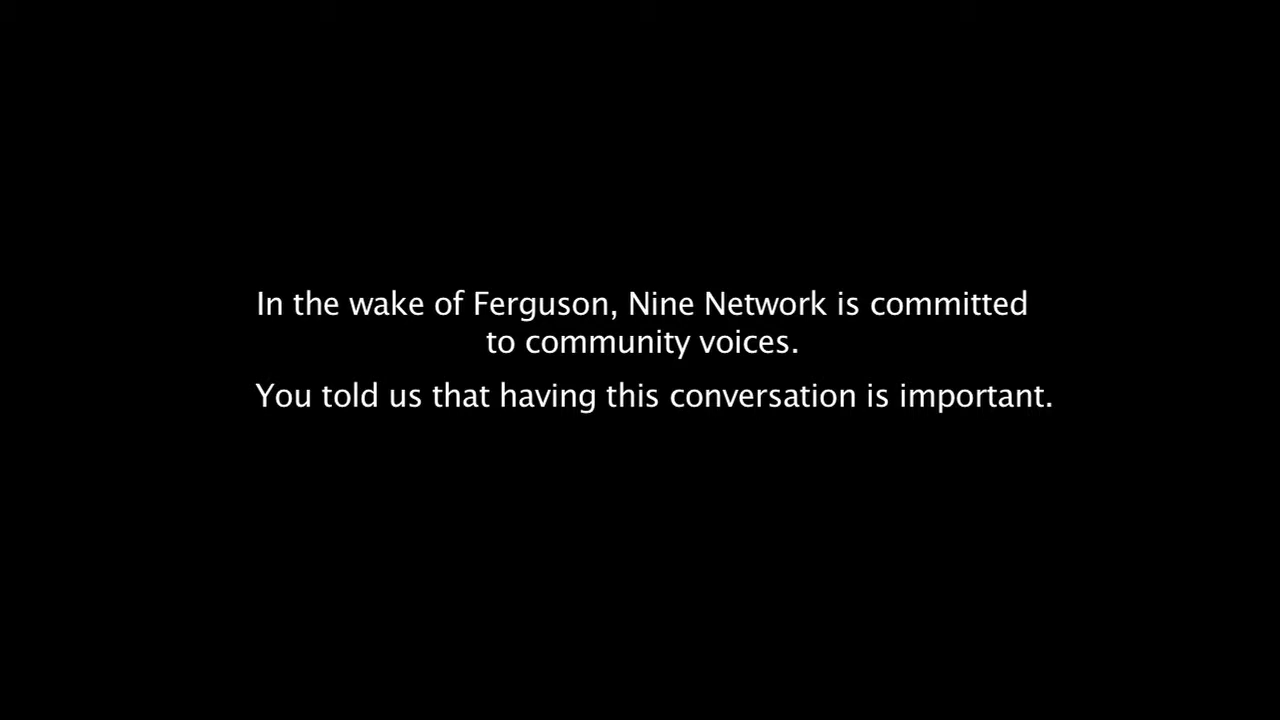 In the wake of Ferguson, Nine Network is committed
to community voices.
You told us that having this conversation is important.